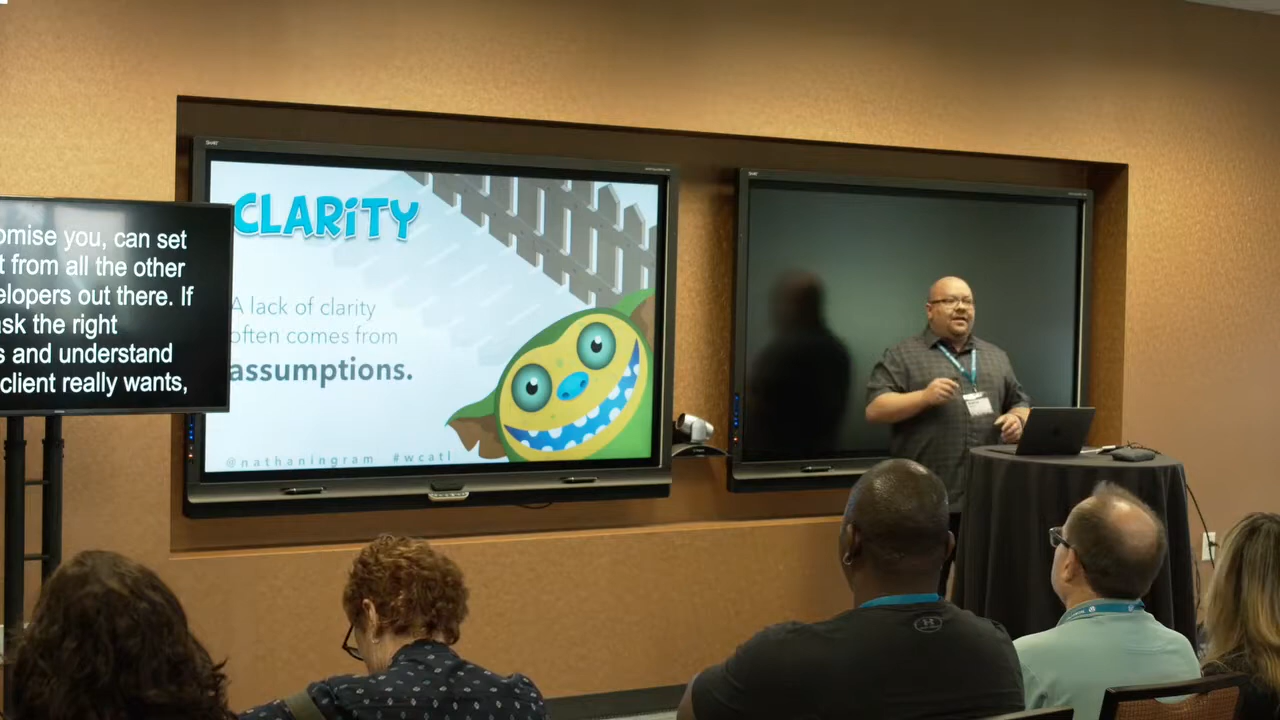 omise you, can set
t from all the other
elopers out there. If
ask the right
s and understand
client really wants,
CLARiTY
A lack of clarity
often comes from
assumptions.
@nathaningram #wcatl